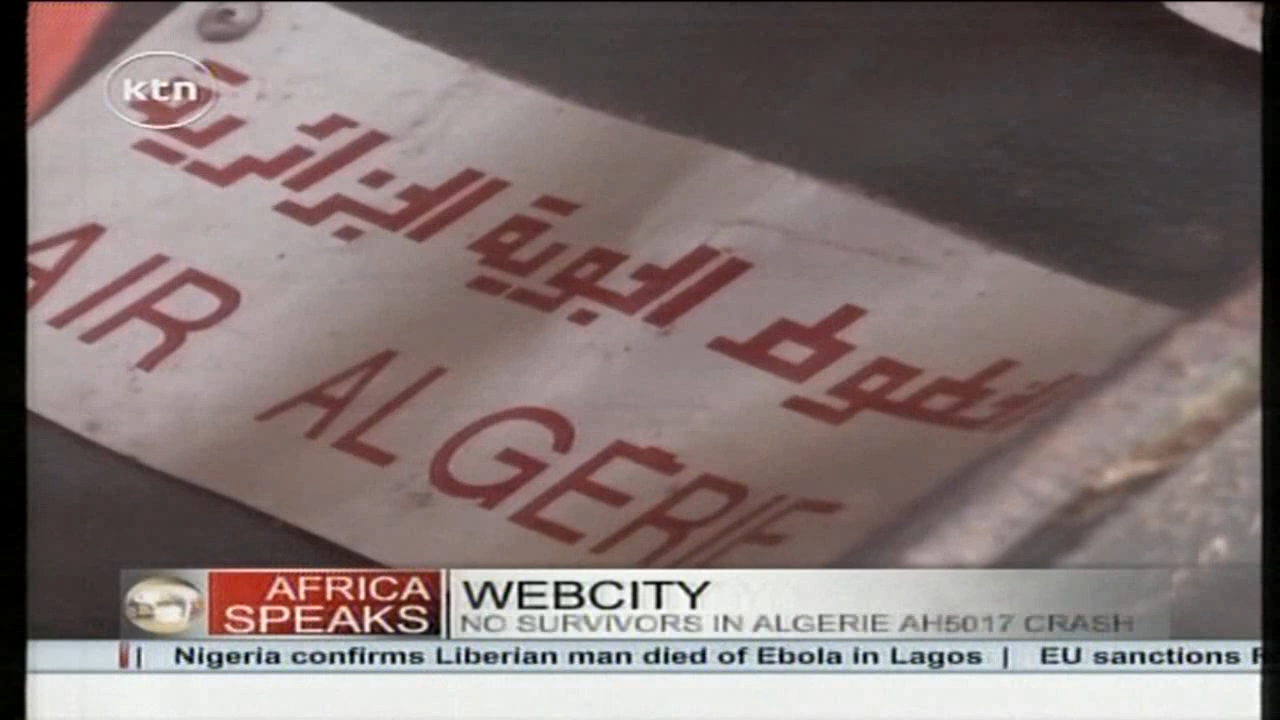 ktn
الخطوط الجوية الجزائرية
AIR ALGÉRIE
AFRICA SPEAKS
WEBCITY
NO SURVIVORS IN ALGERIE AH5017 CRASH
| Nigeria confirms Liberian man died of Ebola in Lagos | EU sanctions